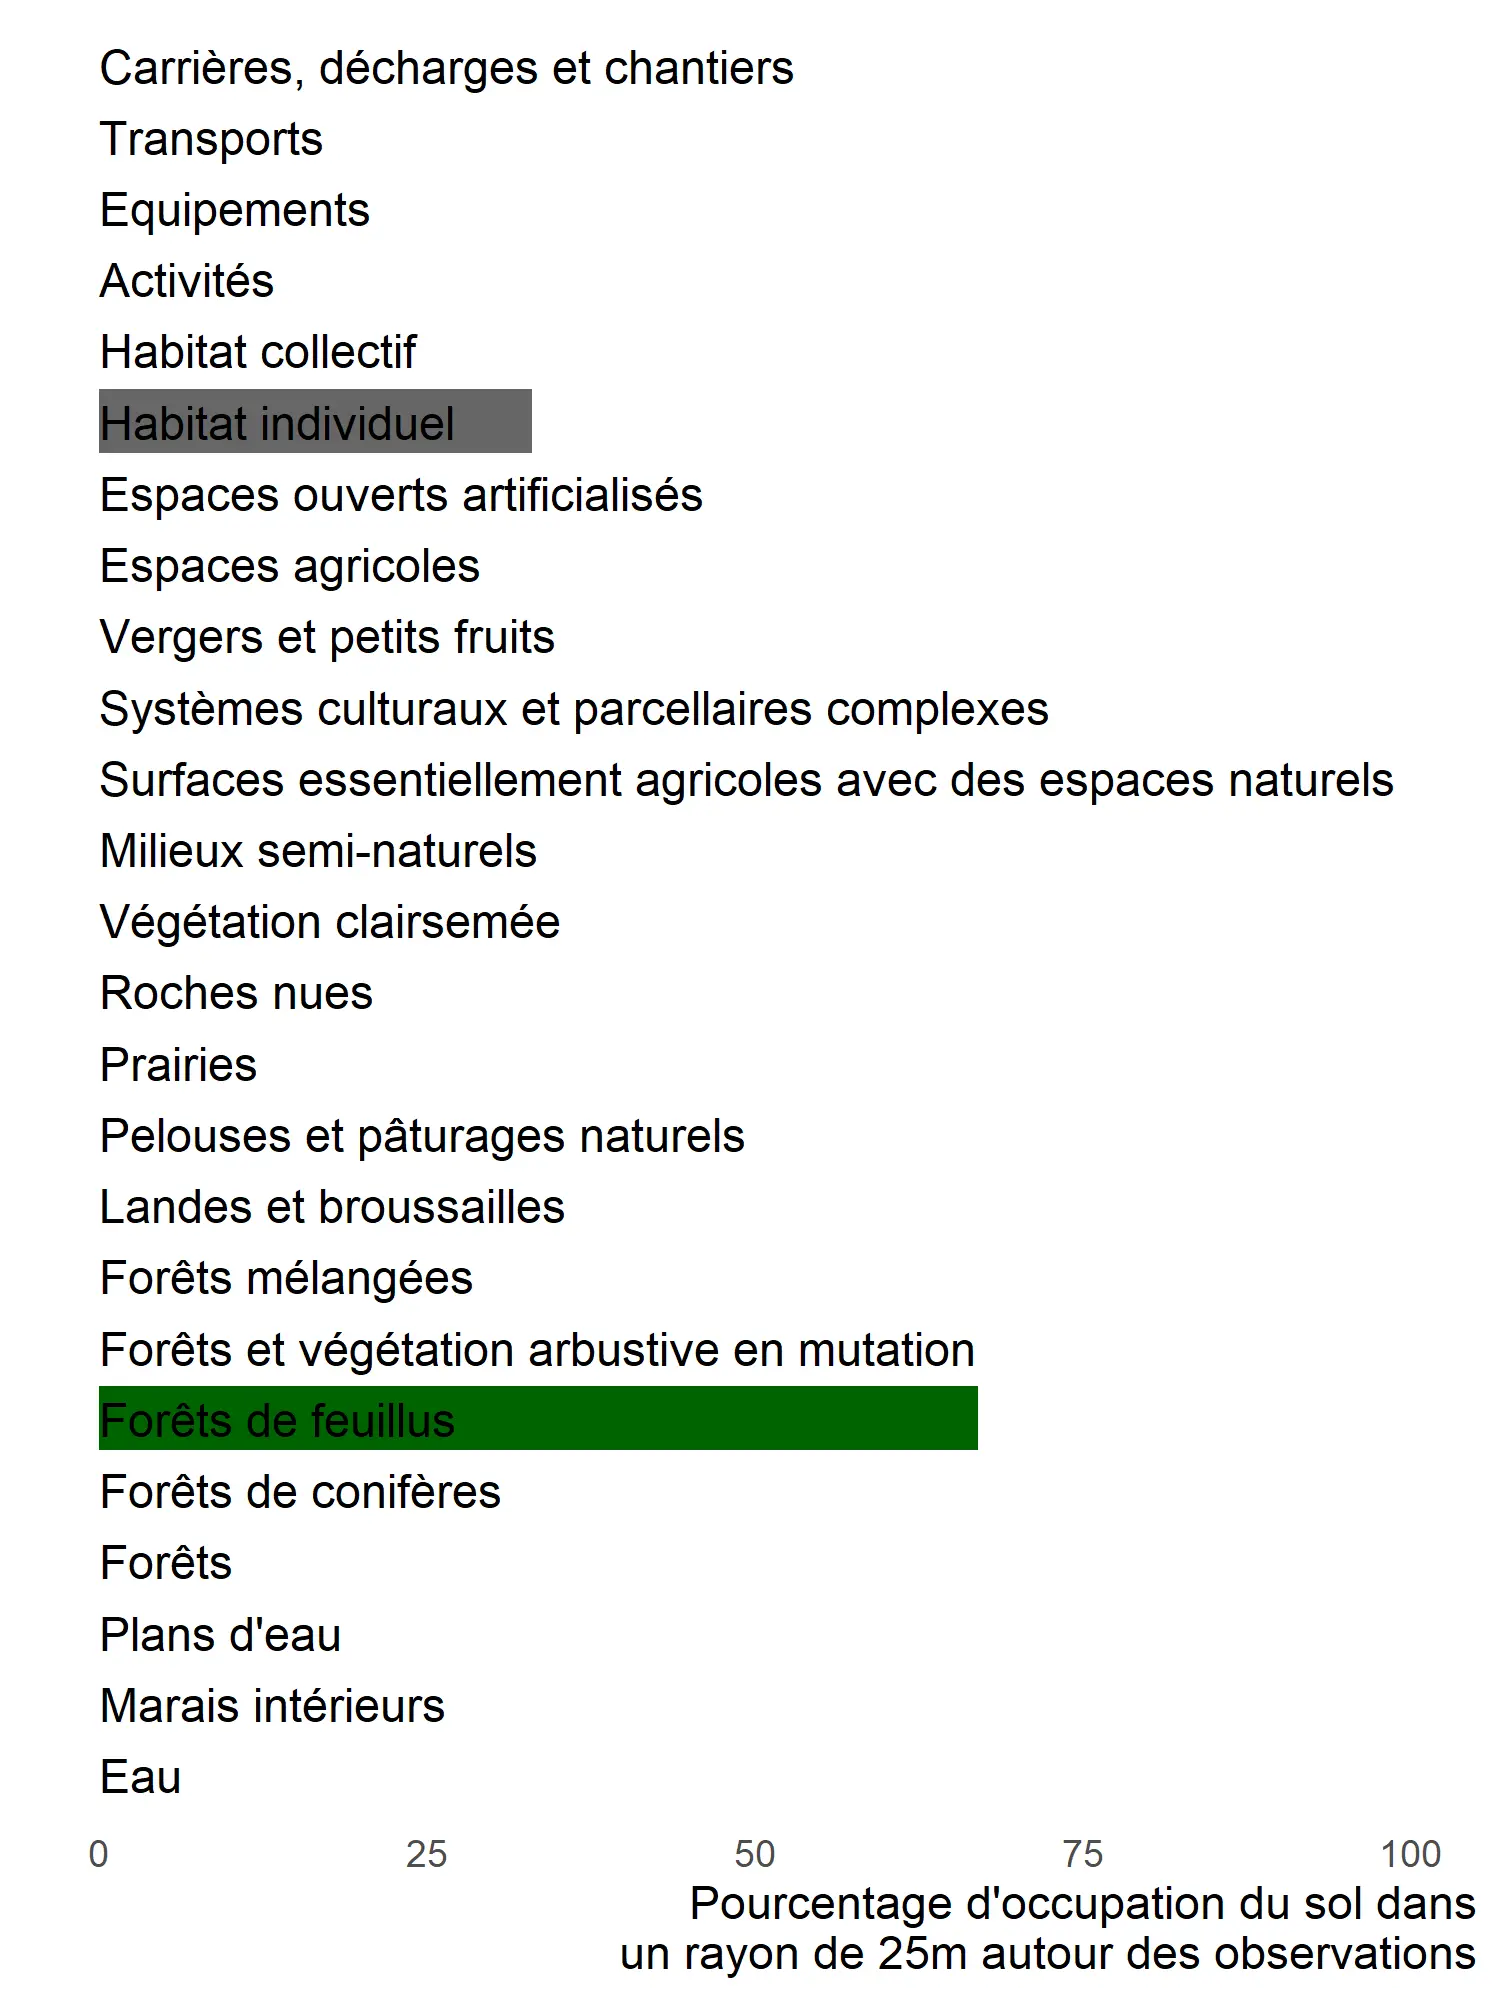 Carrières, décharges et chantiers
Transports
Equipements
Activités
Habitat collectif
Habitat individuel
Espaces ouverts artificialisés
Espaces agricoles
Vergers et petits fruits
Systèmes culturaux et parcellaires complexes
Surfaces essentiellement agricoles avec des espaces naturels
Milieux semi-naturels
Végétation clairsemée
Roches nues
Prairies
Pelouses et pâturages naturels
Landes et broussailles
Forêts mélangées
Forêts et végétation arbustive en mutation
Forêts de feuillus
Forêts de conifères
Forêts
Plans d'eau
Marais intérieurs
Eau
0 25 50 75 100
Pourcentage d'occupation du sol dans
un rayon de 25m autour des observations